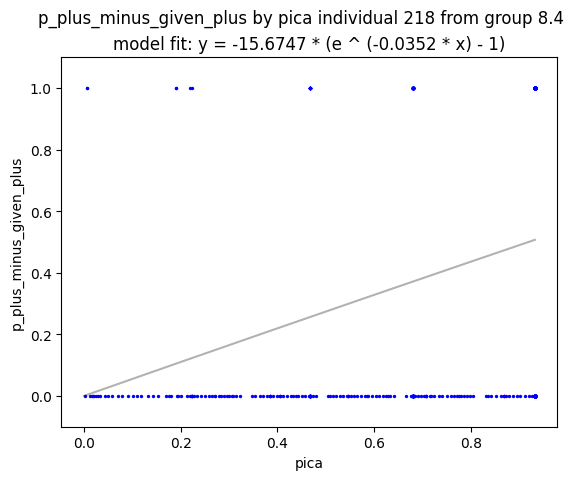 p_plus_minus_given_plus by pica individual 218 from group 8.4
model fit: y = -15.6747 * (e ^ (-0.0352 * x) - 1)
1.0
0.8
0.6
0.4
0.2
0.0
p_plus_minus_given_plus
0.0 0.2 0.4 0.6 0.8
pica